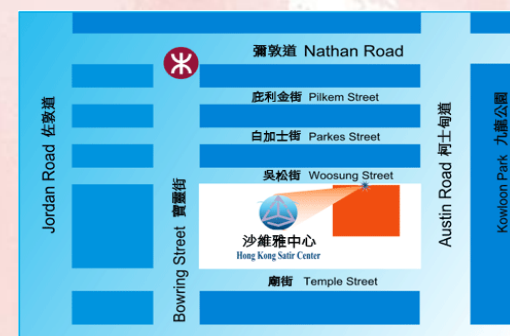 彌敦道 Nathan Road
庇利金街 Pilkem Street
白加士街 Parkes Street
吳松街 Woosung Street
沙維雅中心
Hong Kong Satir Center
廟街 Temple Street
Jordan Road 佐敦道
Bowring Street 寶靈街
Austin Road 柯士甸道
Kowloon Park 九龍公園